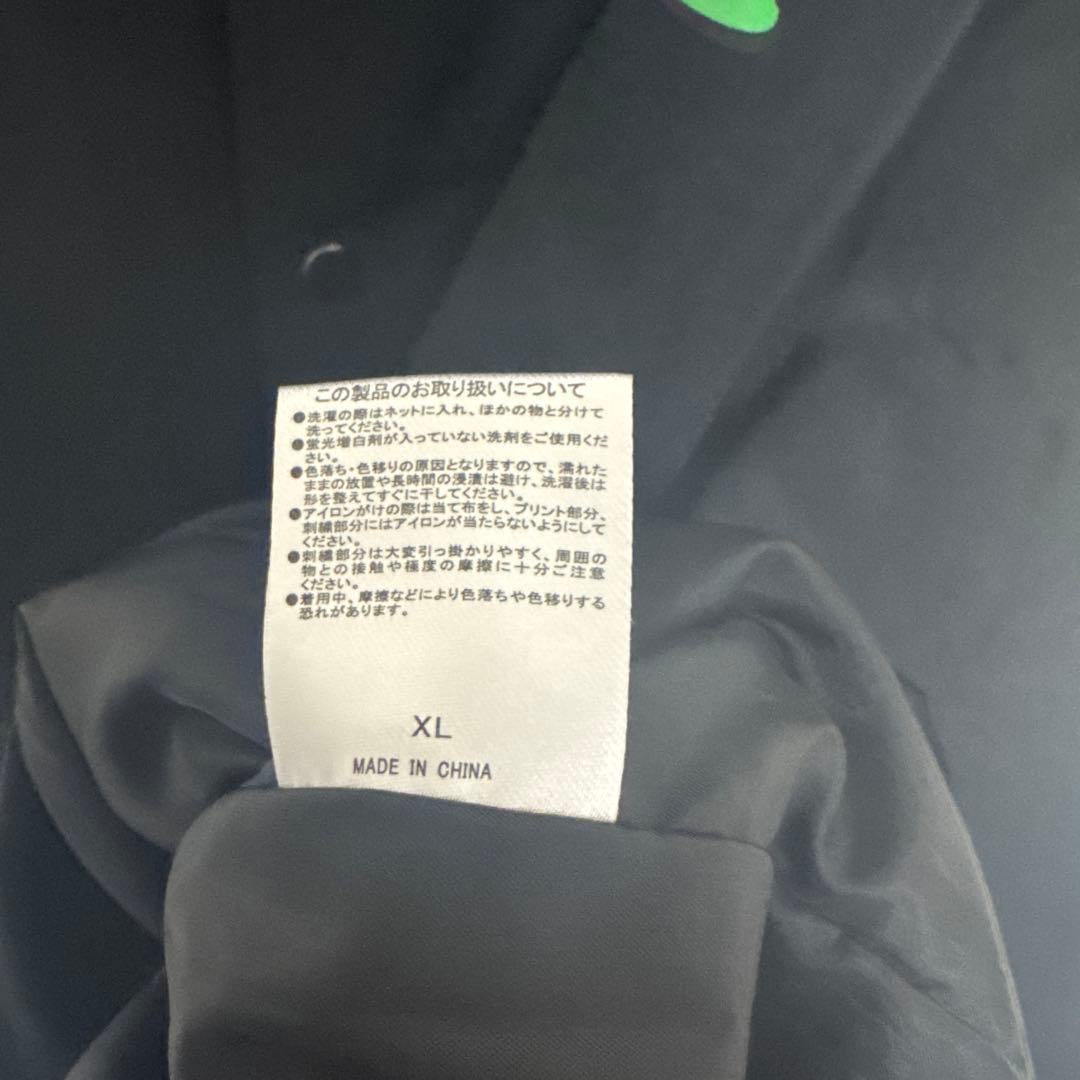 この製品のお取り扱いについて
●洗濯の際はネットに入れ、ほかの物と分けて
洗ってください。
●蛍光増白剤が入っていない洗剤をご使用くだ
さい。
●色落ち・色移りの原因となりますので、濡れた
ままの放置や長時間の浸漬は避け、洗濯後は
形を整えてすぐに干してください。
●アイロンがけの際は当て布をし、プリント部分、
刺繍部分にはアイロンが当たらないようにして
ください。
●刺繍部分は大変引っ掛かりやすく、周囲の
物との接触や極度の摩擦に十分ご注意
ください。
●着用中、摩擦などにより色落ちや色移りする
恐れがあります。
XL
MADE IN CHINA